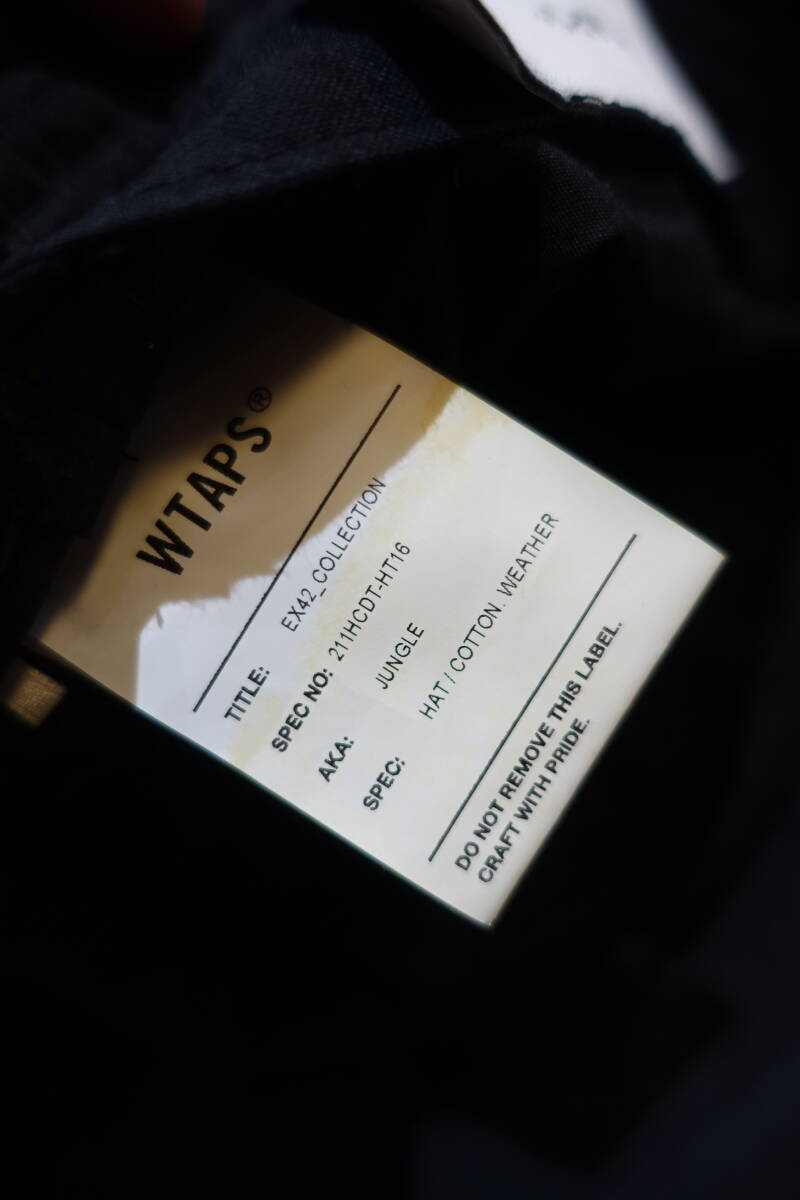 WTAPS®
TITLE: EX42_COLLECTION
SPEC NO: 211HCDT-HT16
AKA: JUNGLE
SPEC: HAT / COTTON. WEATHER
DO NOT REMOVE THIS LABEL.
CRAFT WITH PRIDE.